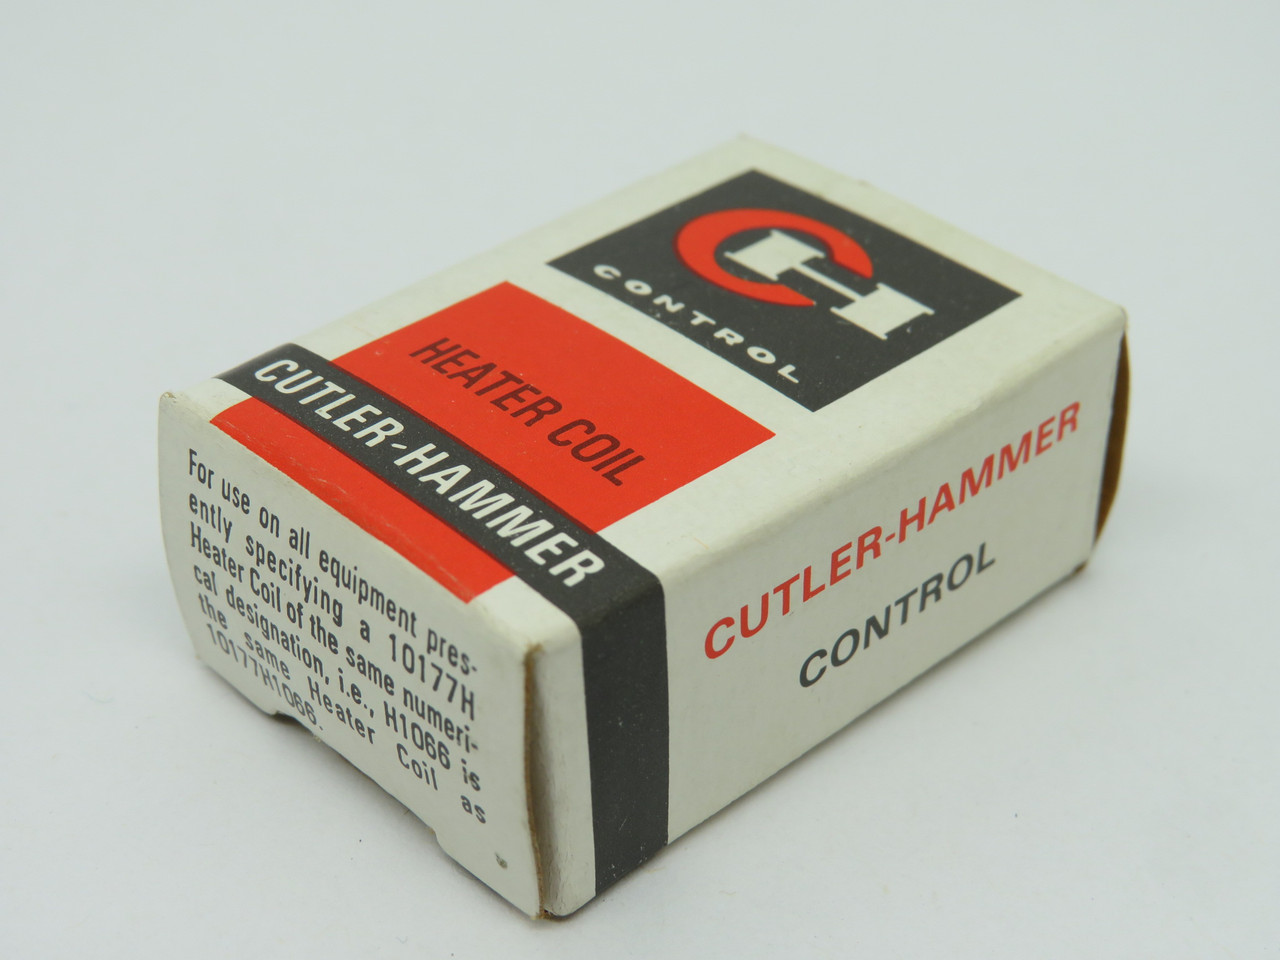 CH
CONTROL
HEATER COIL
CUTLER-HAMMER
CUTLER-HAMMER
CONTROL
For use on all equipment pres-
ently specifying a 10177H
Heater Coil of the same numeri-
cal designation, i.e., H1066 is
the same Heater Coil as
10177H1066.